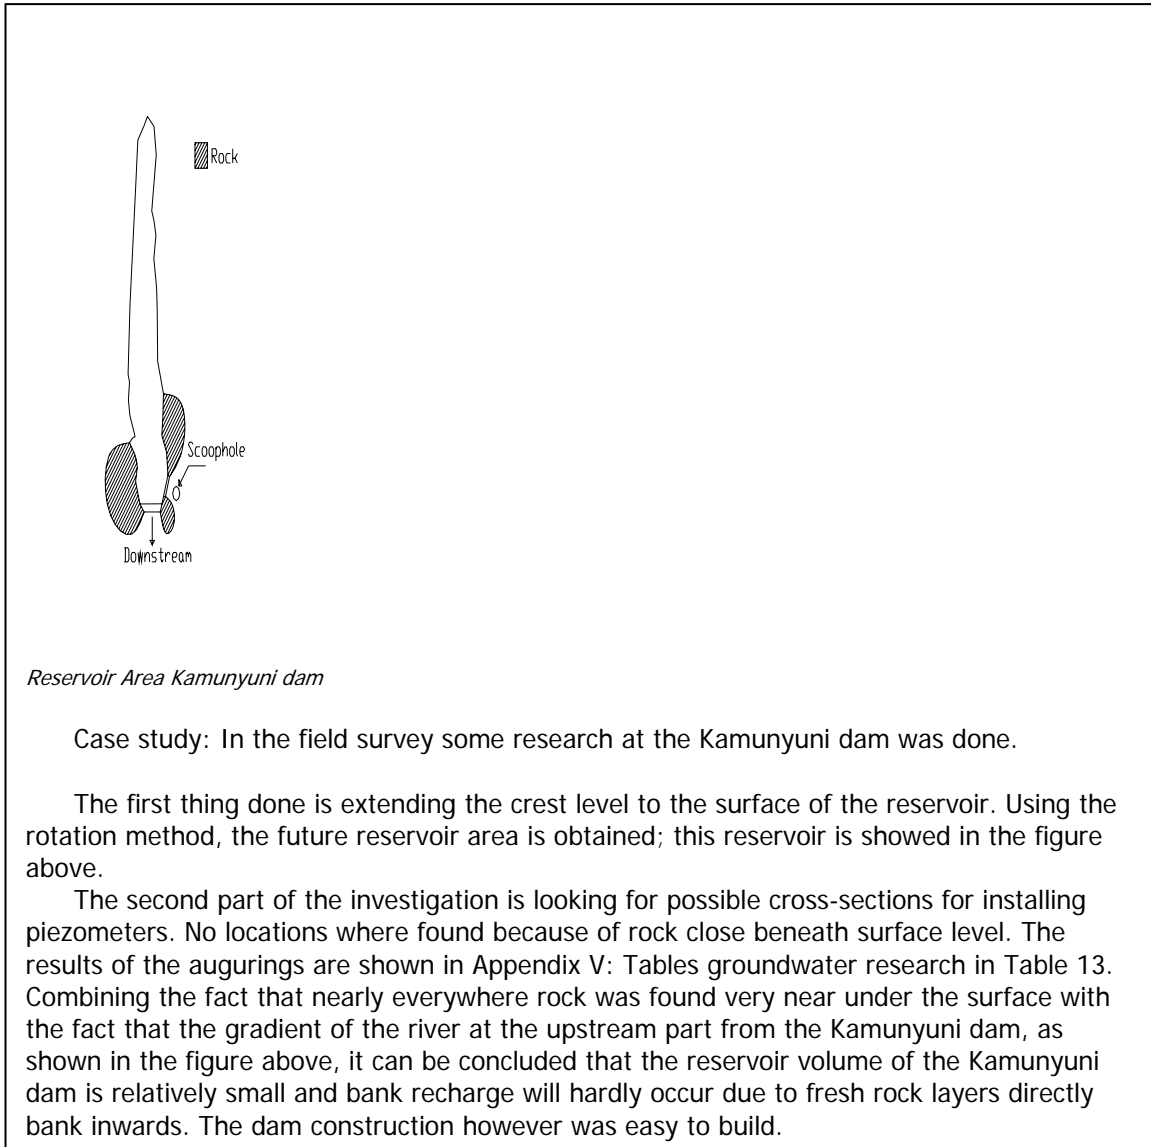 Rock
Scoophole
Downstream
Reservoir Area Kamunyuni dam
Case study: In the field survey some research at the Kamunyuni dam was done.
The first thing done is extending the crest level to the surface of the reservoir. Using the
rotation method, the future reservoir area is obtained; this reservoir is showed in the figure
above.
The second part of the investigation is looking for possible cross-sections for installing
piezometers. No locations where found because of rock close beneath surface level. The
results of the augurings are shown in Appendix V: Tables groundwater research in Table 13.
Combining the fact that nearly everywhere rock was found very near under the surface with
the fact that the gradient of the river at the upstream part from the Kamunyuni dam, as
shown in the figure above, it can be concluded that the reservoir volume of the Kamunyuni
dam is relatively small and bank recharge will hardly occur due to fresh rock layers directly
bank inwards. The dam construction however was easy to build.